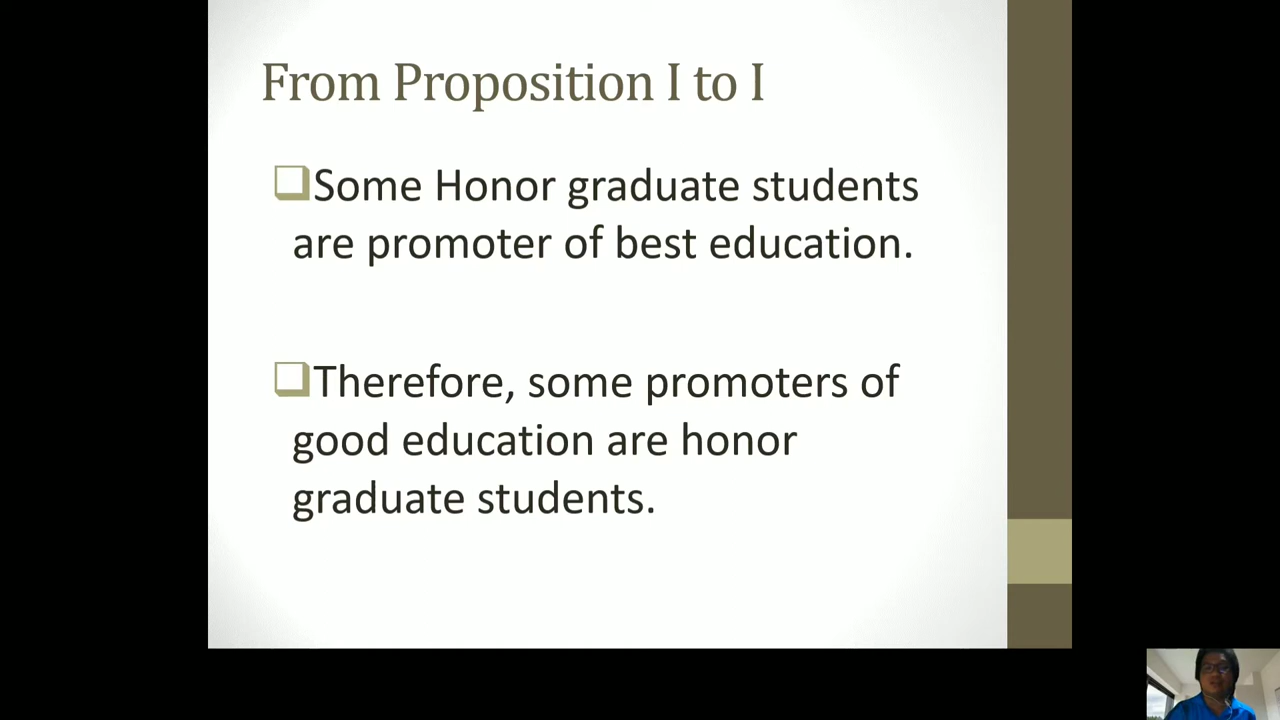 From Proposition I to I
Some Honor graduate students
are promoter of best education.
Therefore, some promoters of
good education are honor
graduate students.